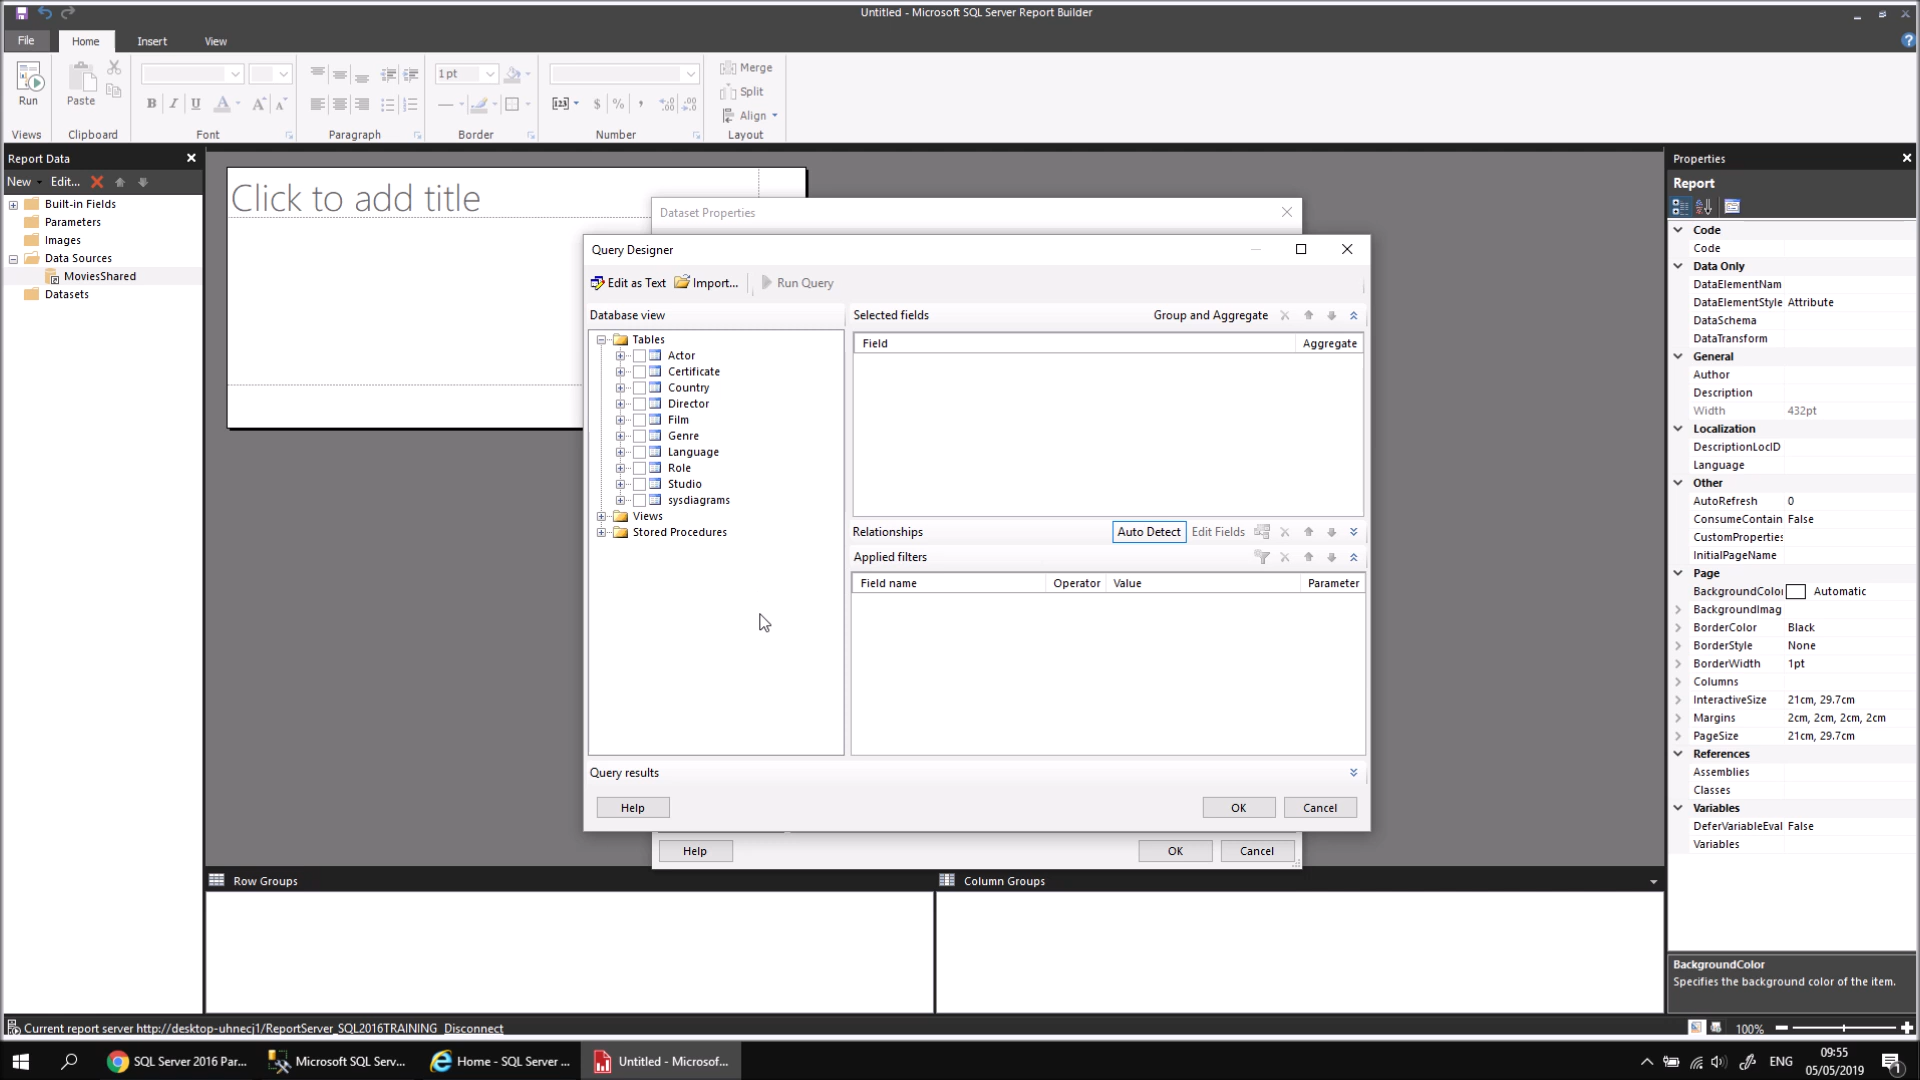 Untitled - Microsoft SQL Server Report Builder
File
Home
Insert
View
Run
Paste
1pt
Merge
Split
Align
B I U A A A
[123] $ % ,
Views
Clipboard
Font
Paragraph
Border
Number
Layout
Report Data
New Edit...
Built-in Fields
Parameters
Images
Data Sources
MoviesShared
Datasets
Click to add title
Dataset Properties
Query Designer
Edit as Text
Import...
Run Query
Database view
Tables
Actor
Certificate
Country
Director
Film
Genre
Language
Role
Studio
sysdiagrams
Views
Stored Procedures
Selected fields
Group and Aggregate
Field
Aggregate
Relationships
Auto Detect
Edit Fields
Applied filters
Field name
Operator
Value
Parameter
Query results
Help
OK
Cancel
Help
OK
Cancel
Row Groups
Column Groups
Properties
Report
Code
Code
Data Only
DataElementNam
DataElementStyle Attribute
DataSchema
DataTransform
General
Author
Description
Width 432pt
Localization
DescriptionLocID
Language
Other
AutoRefresh 0
ConsumeContain False
CustomProperties
InitialPageName
Page
BackgroundColor Automatic
BackgroundImag
BorderColor Black
BorderStyle None
BorderWidth 1pt
Columns
InteractiveSize 21cm, 29.7cm
Margins 2cm, 2cm, 2cm, 2cm
PageSize 21cm, 29.7cm
References
Assemblies
Classes
Variables
DeferVariableEval False
Variables
BackgroundColor
Specifies the background color of the item.
Current report server http://desktop-uhnecj1/ReportServer_SQL2016TRAINING Disconnect
100%
SQL Server 2016 Par...
Microsoft SQL Serv...
Home - SQL Server ...
Untitled - Microsof...
ENG
09:55
05/05/2019
1